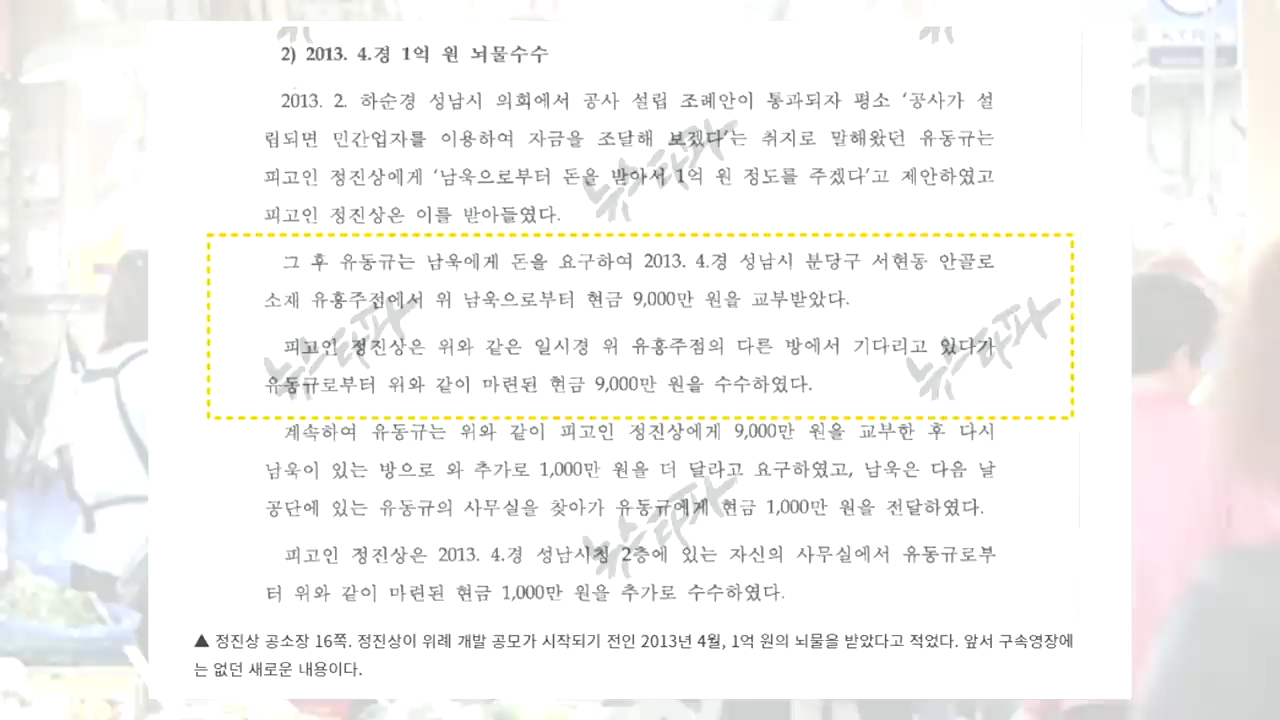 2) 2013. 4.경 1억 원 뇌물수수
2013. 2. 하순경 성남시 의회에서 공사 설립 조례안이 통과되자 평소 '공사가 설
립되면 민간업자를 이용하여 자금을 조달해 보겠다'는 취지로 말해왔던 유동규는
피고인 정진상에게 '남욱으로부터 돈을 받아서 1억 원 정도를 주겠다'고 제안하였고
피고인 정진상은 이를 받아들였다.
그 후 유동규는 남욱에게 돈을 요구하여 2013. 4.경 성남시 분당구 서현동 안골로
소재 유흥주점에서 위 남욱으로부터 현금 9,000만 원을 교부받았다.
피고인 정진상은 위와 같은 일시경 위 유흥주점의 다른 방에서 기다리고 있다가
유동규로부터 위와 같이 마련된 현금 9,000만 원을 수수하였다.
계속하여 유동규는 위와 같이 피고인 정진상에게 9,000만 원을 교부한 후 다시
남욱이 있는 방으로 와 추가로 1,000만 원을 더 달라고 요구하였고, 남욱은 다음 날
공단에 있는 유동규의 사무실을 찾아가 유동규에게 현금 1,000만 원을 전달하였다.
피고인 정진상은 2013. 4.경 성남시청 2층에 있는 자신의 사무실에서 유동규로부
터 위와 같이 마련된 현금 1,000만 원을 추가로 수수하였다.
뉴스타파
뉴스타파
뉴스타파
뉴스타파
▲ 정진상 공소장 16쪽. 정진상이 위례 개발 공모가 시작되기 전인 2013년 4월, 1억 원의 뇌물을 받았다고 적었다. 앞서 구속영장에
는 없던 새로운 내용이다.